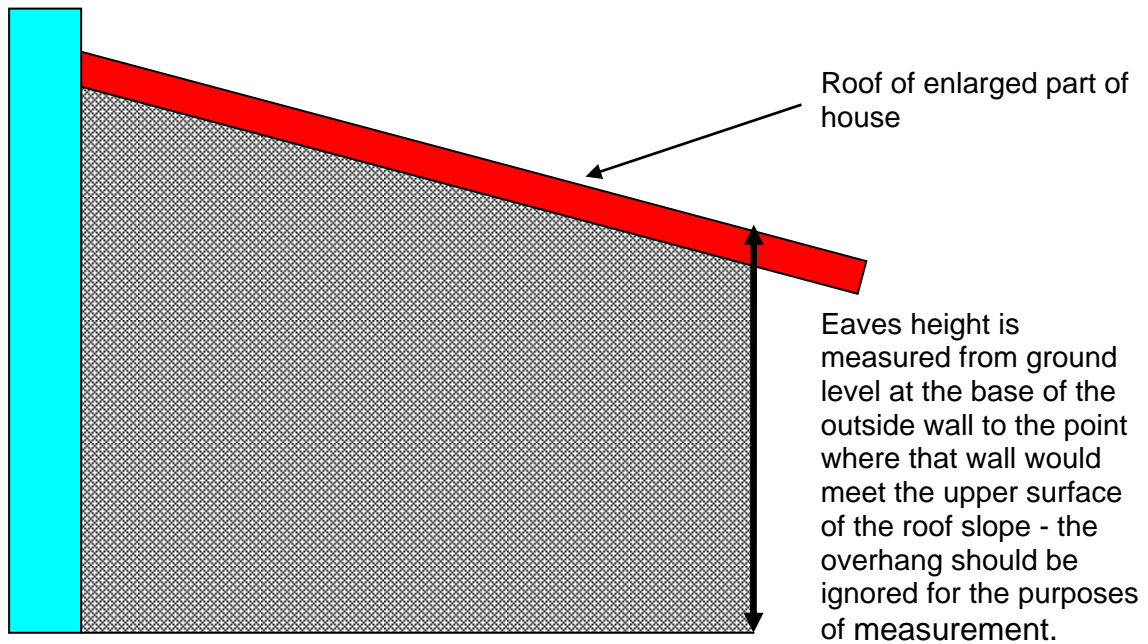 Roof of enlarged part of
house
Eaves height is
measured from ground
level at the base of the
outside wall to the point
where that wall would
meet the upper surface
of the roof slope - the
overhang should be
ignored for the purposes
of measurement.